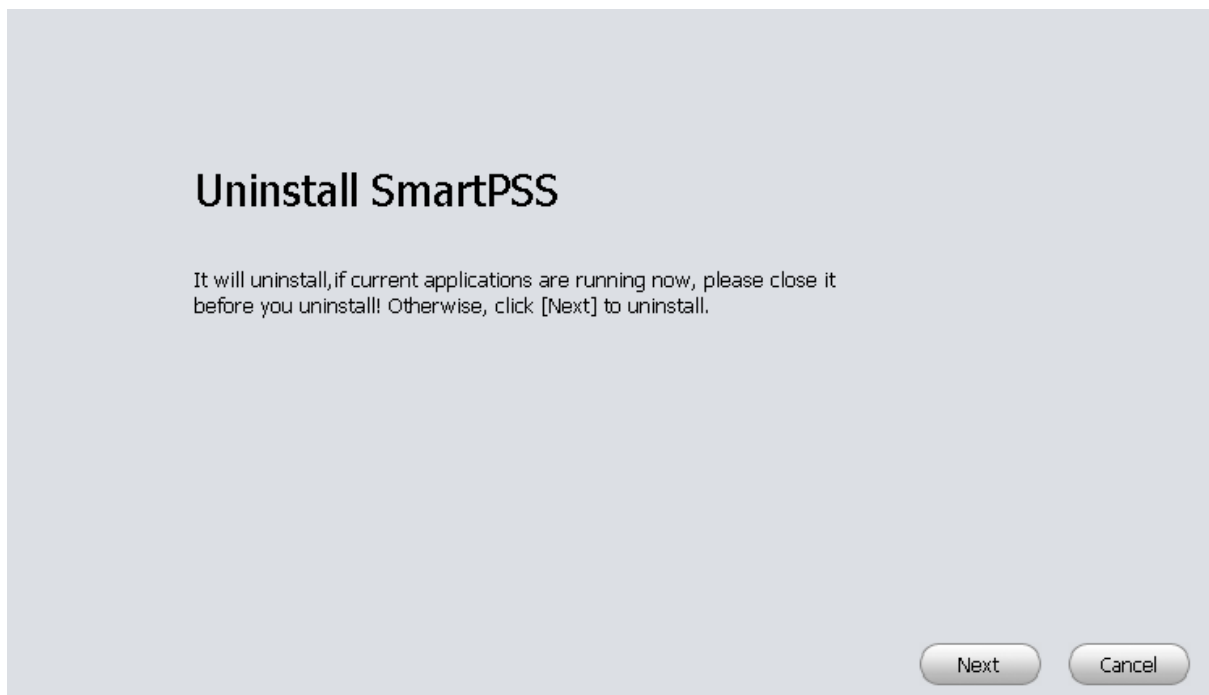 Uninstall SmartPSS
It will uninstall,if current applications are running now, please close it
before you uninstall! Otherwise, click [Next] to uninstall.
Next
Cancel